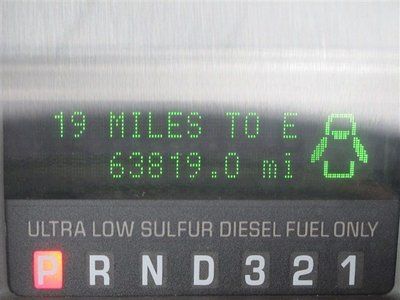 19 MILES TO E
63819.0 mi
ULTRA LOW SULFUR DIESEL FUEL ONLY
P R N D 3 2 1